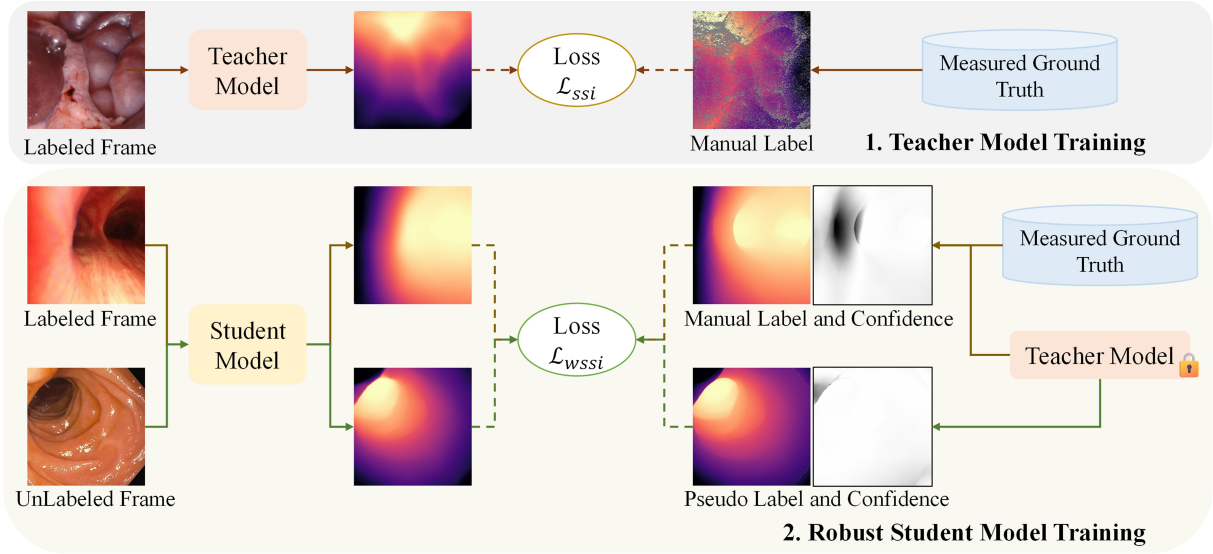 Teacher
Model
Loss
ℒssi
Measured Ground
Truth
Labeled Frame
Manual Label
1. Teacher Model Training
Labeled Frame
Student
Model
Loss
ℒwssi
Manual Label and Confidence
Measured Ground
Truth
Teacher Model
UnLabeled Frame
Pseudo Label and Confidence
2. Robust Student Model Training